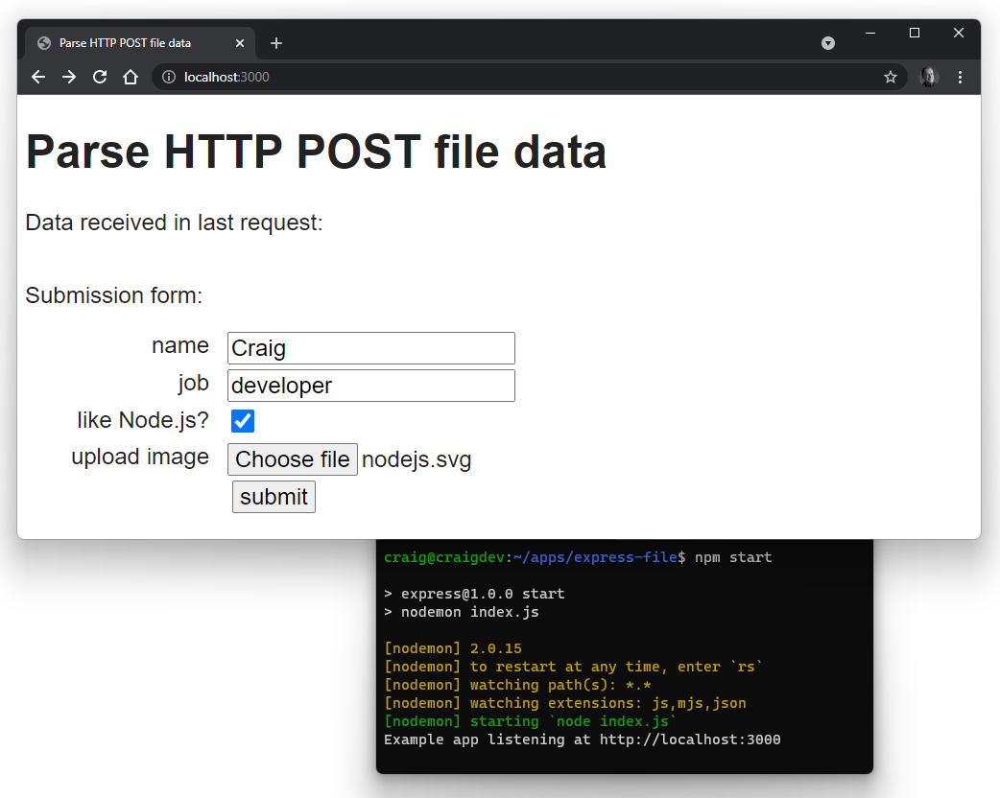 Parse HTTP POST file data
localhost:3000
Parse HTTP POST file data
Data received in last request:
Submission form:
name Craig
job developer
like Node.js?
upload image Choose file nodejs.svg
submit
craig@craigdev:~/apps/express-file$ npm start
> express@1.0.0 start
> nodemon index.js
[nodemon] 2.0.15
[nodemon] to restart at any time, enter `rs`
[nodemon] watching path(s): *.*
[nodemon] watching extensions: js,mjs,json
[nodemon] starting `node index.js`
Example app listening at http://localhost:3000